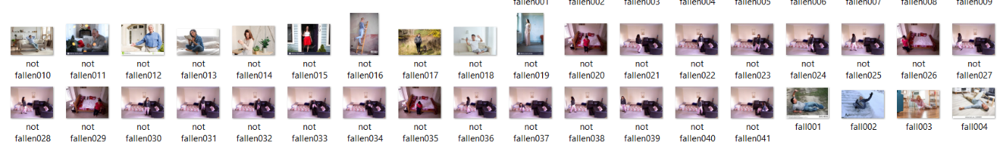 fallen001 fallen002 fallen003 fallen004 fallen005 fallen006 fallen007 fallen008 fallen009
not not not not not not not not not not not not not not not not not not
fallen010 fallen011 fallen012 fallen013 fallen014 fallen015 fallen016 fallen017 fallen018 fallen019 fallen020 fallen021 fallen022 fallen023 fallen024 fallen025 fallen026 fallen027
not not not not not not not not not not not not not not fall001 fall002 fall003 fall004
fallen028 fallen029 fallen030 fallen031 fallen032 fallen033 fallen034 fallen035 fallen036 fallen037 fallen038 fallen039 fallen040 fallen041